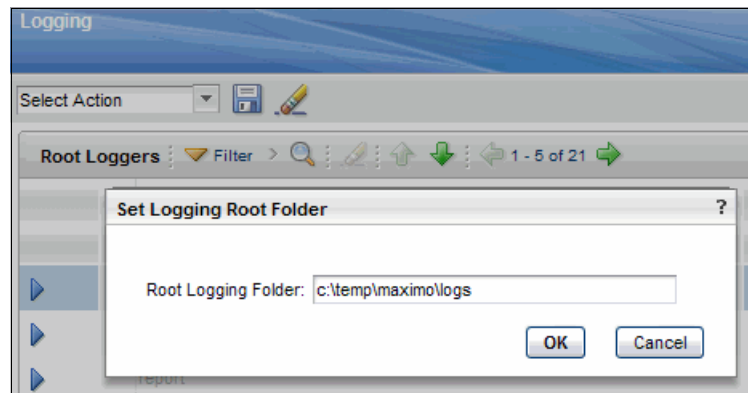 Logging
Select Action
Root Loggers Filter > 1 - 5 of 21
Set Logging Root Folder ?
Root Logging Folder: c:\temp\maximo\logs
OK Cancel
report